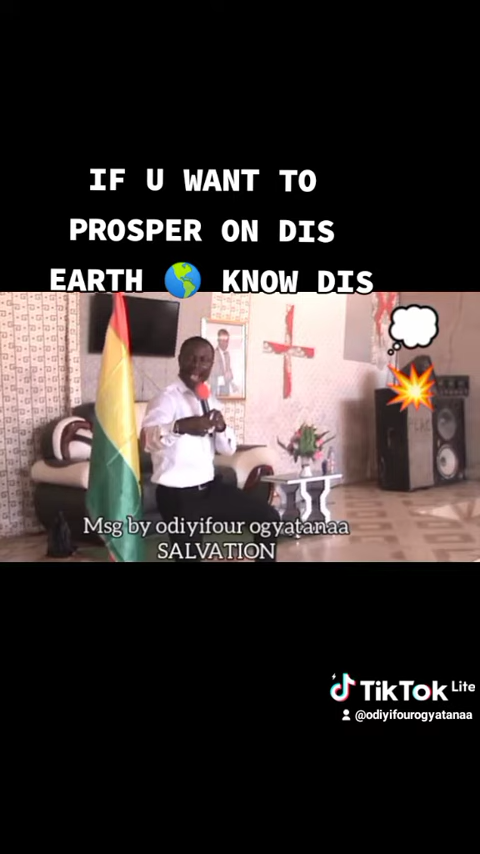 IF U WANT TO
PROSPER ON DIS
EARTH 🌎 KNOW DIS
Msg by odiyifour ogyatanaa
SALVATION
TikTok Lite
@odiyifourogyatanaa